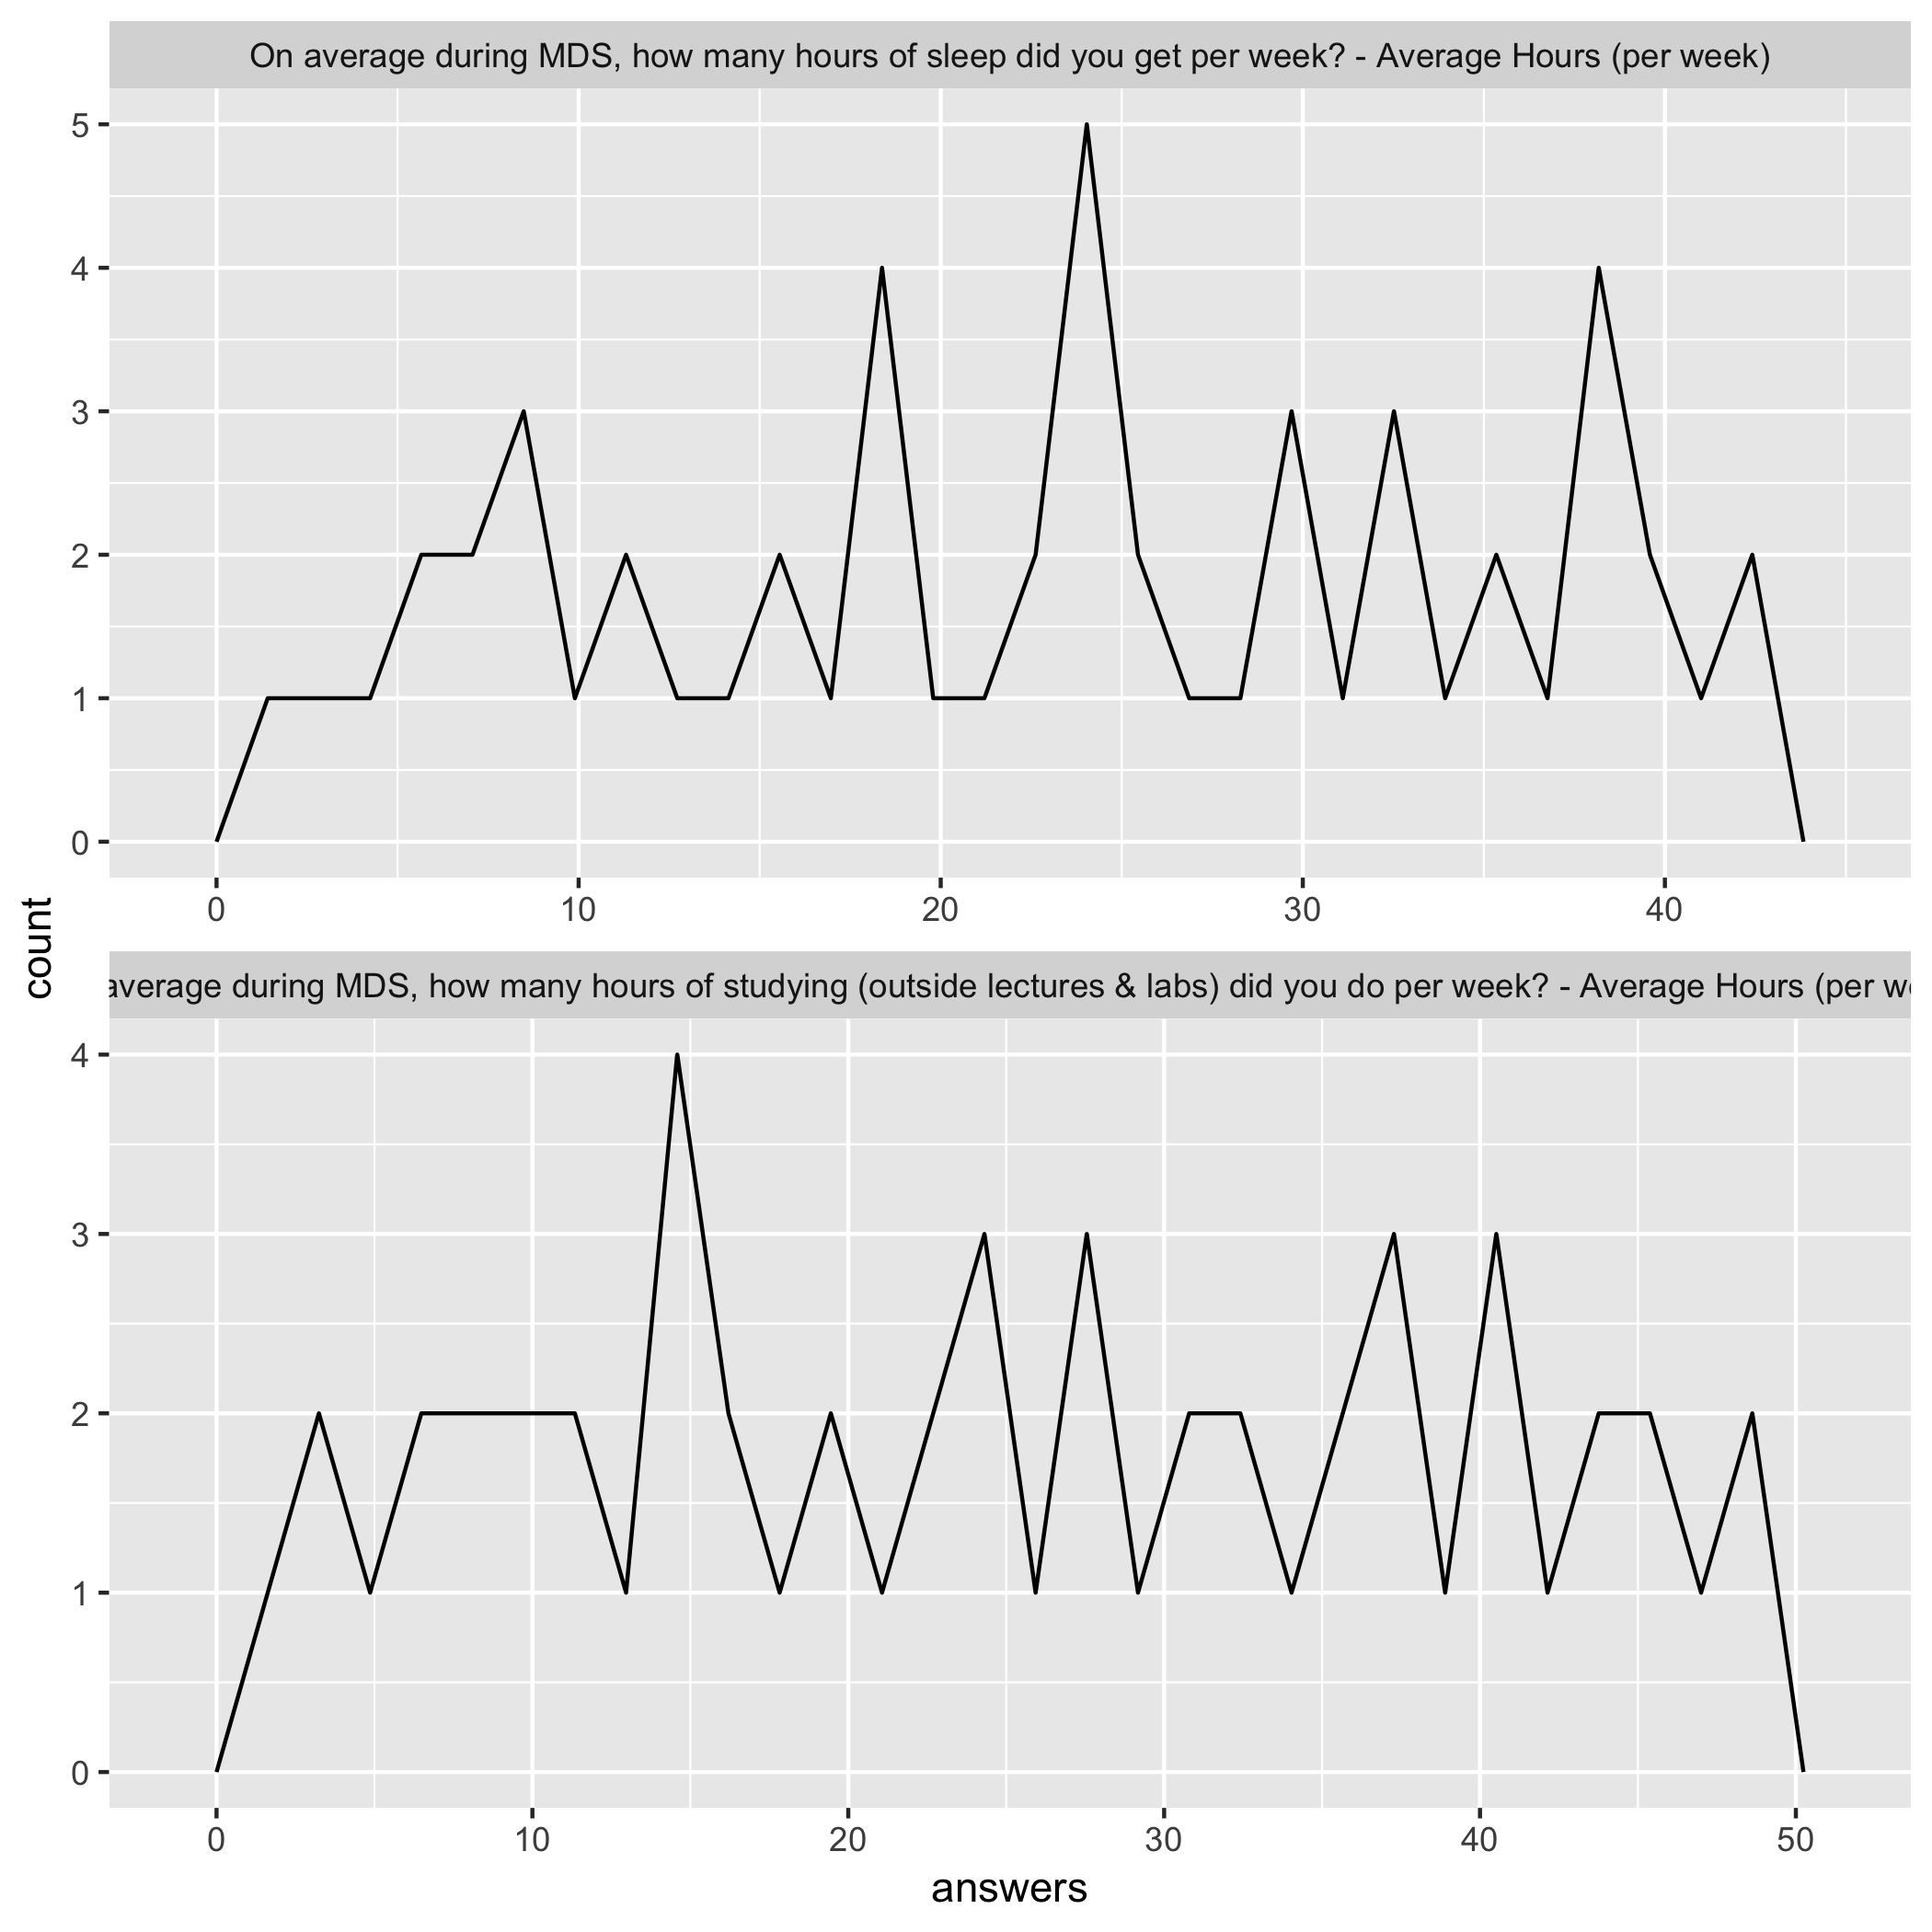 On average during MDS, how many hours of sleep did you get per week? - Average Hours (per week)
5
4
3
2
1
0
0 10 20 30 40
count
average during MDS, how many hours of studying (outside lectures & labs) did you do per week? - Average Hours (per
4
3
2
1
0
0 10 20 30 40 50
answers